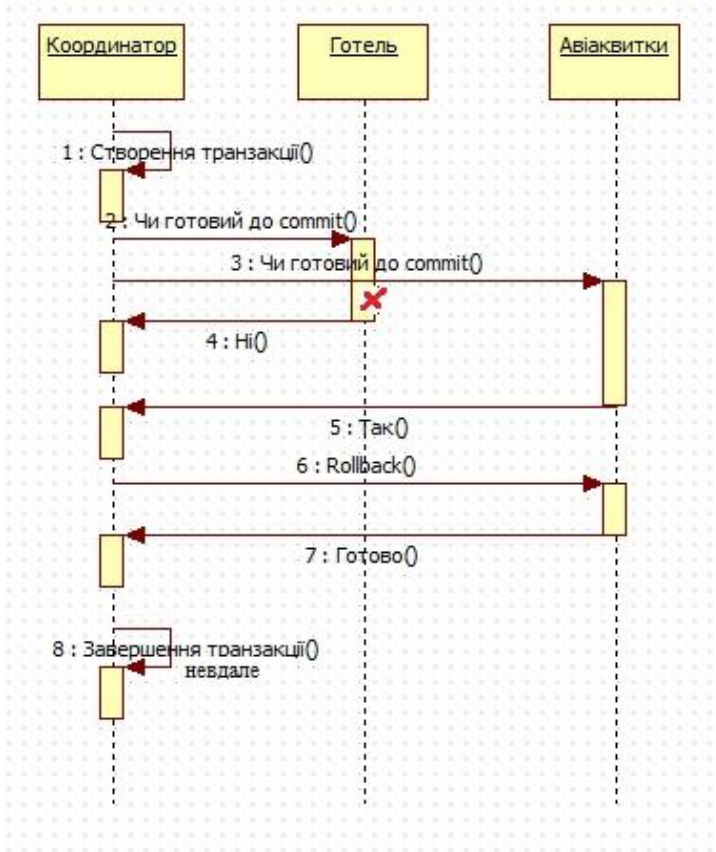 Координатор
Готель
Авіаквитки
1 : Створення транзакції()
2 : Чи готовий до commit()
3 : Чи готовий до commit()
4 : Ні()
5 : Так()
6 : Rollback()
7 : Готово()
8 : Завершення транзакції()
невдале